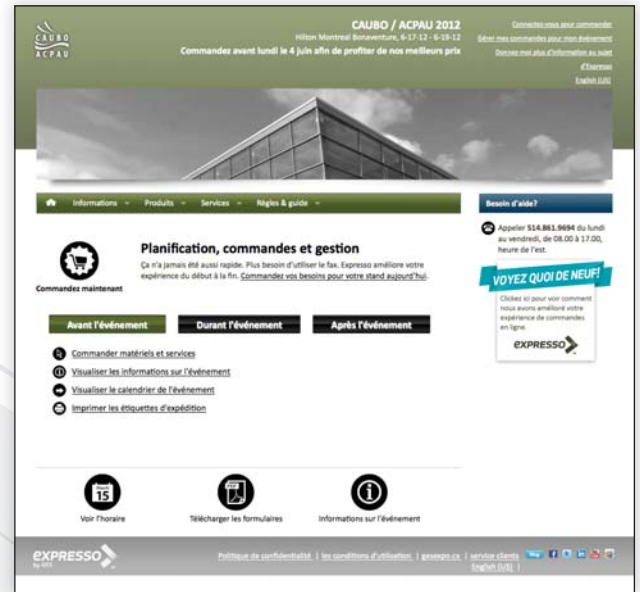 CAUBO
ACPAU
CAUBO / ACPAU 2012
Hilton Montreal Bonaventure, 6-17-12 - 6-19-12
Commandez avant lundi le 4 juin afin de profiter de nos meilleurs prix
Connectez-vous pour commander
Gérer mes commandes pour mon événement
Donnez moi plus d'information au sujet
d'Expresso
English (US)
Informations
Produits
Services
Règles & guide
Besoin d'aide?
Appeler 514.861.9694 du lundi
au vendredi, de 08.00 à 17.00,
heure de l'est.
Commandez maintenant
Planification, commandes et gestion
Ça n'a jamais été aussi rapide. Plus besoin d'utiliser le fax. Expresso améliore votre
expérience du début à la fin. Commandez vos besoins pour votre stand aujourd'hui.
VOYEZ QUOI DE NEUF!
Clickez ici pour voir comment
nous avons amélioré votre
expérience de commandes
en ligne.
EXPRESSO
Avant l'événement
Durant l'événement
Après l'événement
Commander matériels et services
Visualiser les informations sur l'événement
Visualiser le calendrier de l'événement
Imprimer les étiquettes d'expédition
15
Voir l'horaire
PDF
Télécharger les formulaires
Informations sur l'événement
EXPRESSO
by GES
Politique de confidentialité | les conditions d'utilisation | gesexpo.ca | service clients
English (US) |